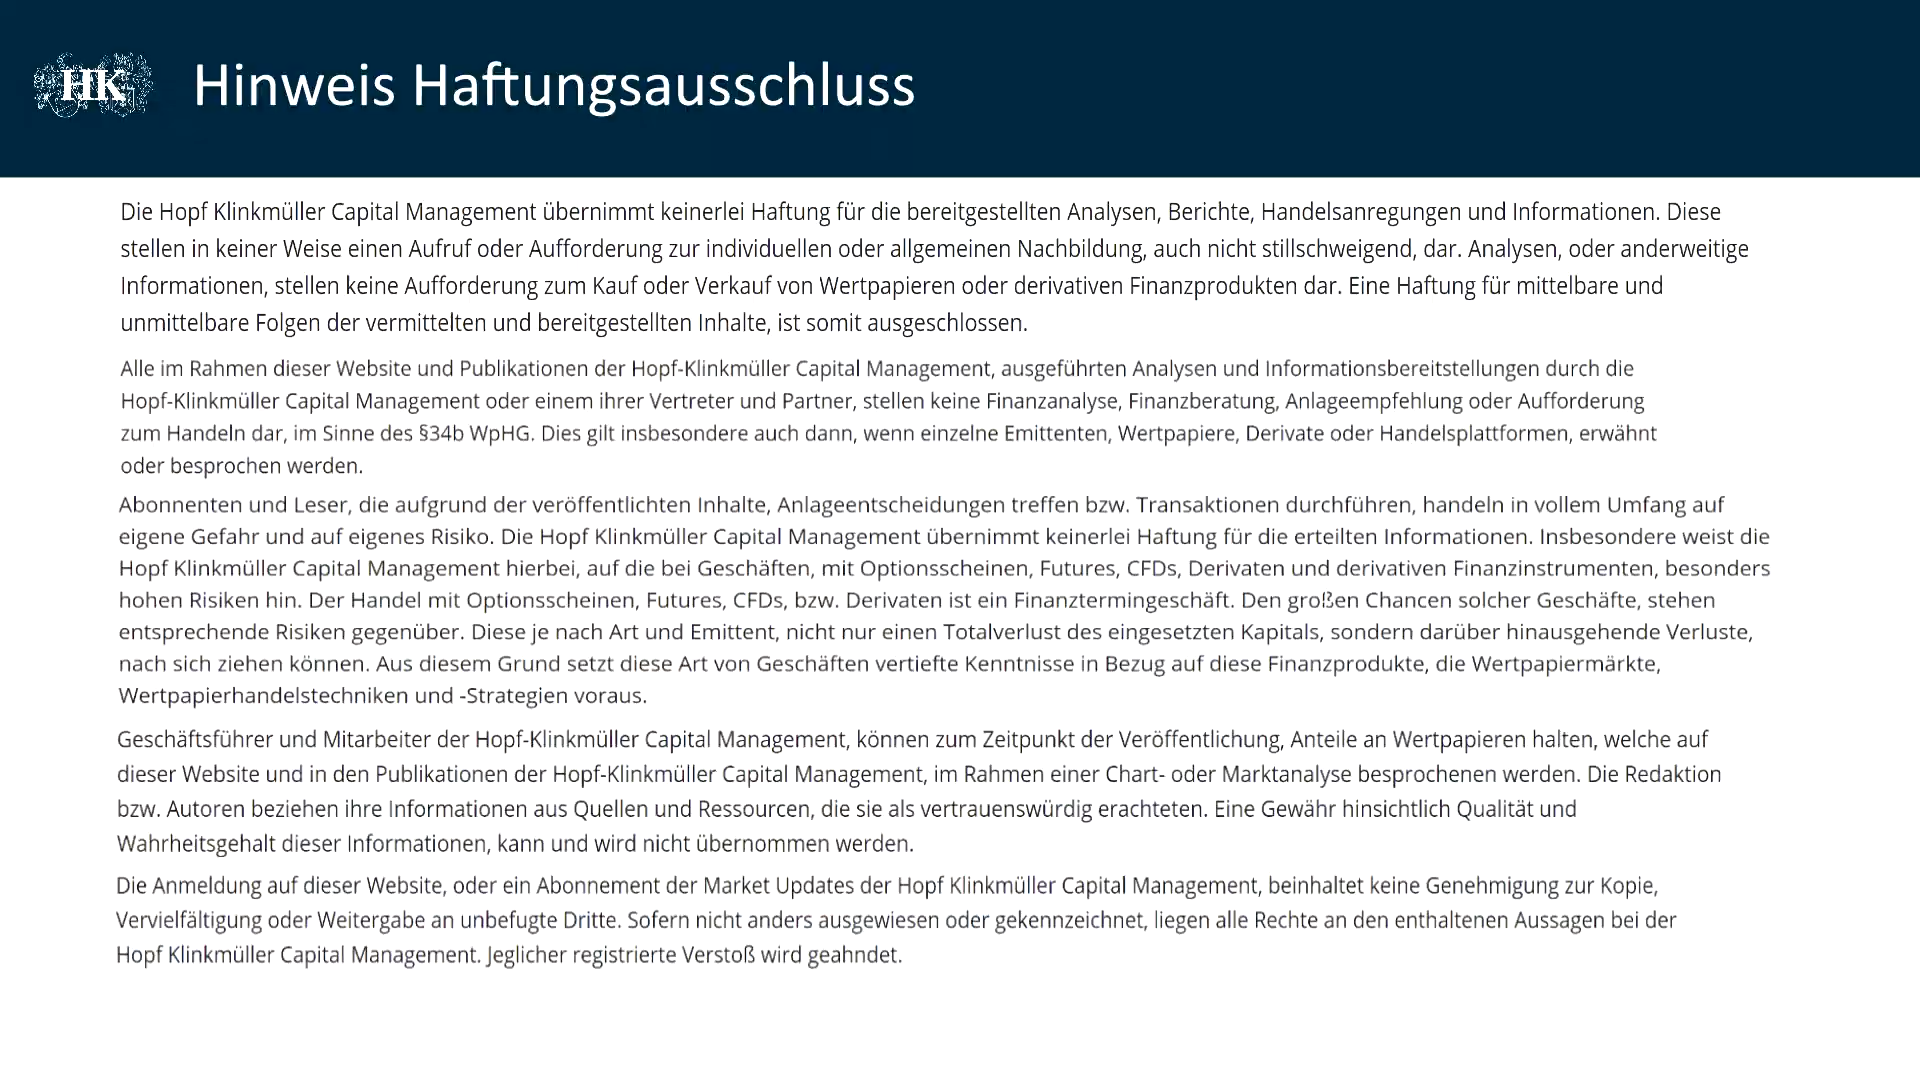 HK
Hinweis Haftungsausschluss
Die Hopf Klinkmüller Capital Management übernimmt keinerlei Haftung für die bereitgestellten Analysen, Berichte, Handelsanregungen und Informationen. Diese
stellen in keiner Weise einen Aufruf oder Aufforderung zur individuellen oder allgemeinen Nachbildung, auch nicht stillschweigend, dar. Analysen, oder anderweitige
Informationen, stellen keine Aufforderung zum Kauf oder Verkauf von Wertpapieren oder derivativen Finanzprodukten dar. Eine Haftung für mittelbare und
unmittelbare Folgen der vermittelten und bereitgestellten Inhalte, ist somit ausgeschlossen.
Alle im Rahmen dieser Website und Publikationen der Hopf-Klinkmüller Capital Management, ausgeführten Analysen und Informationsbereitstellungen durch die
Hopf-Klinkmüller Capital Management oder einem ihrer Vertreter und Partner, stellen keine Finanzanalyse, Finanzberatung, Anlageempfehlung oder Aufforderung
zum Handeln dar, im Sinne des §34b WpHG. Dies gilt insbesondere auch dann, wenn einzelne Emittenten, Wertpapiere, Derivate oder Handelsplattformen, erwähnt
oder besprochen werden.
Abonnenten und Leser, die aufgrund der veröffentlichten Inhalte, Anlageentscheidungen treffen bzw. Transaktionen durchführen, handeln in vollem Umfang auf
eigene Gefahr und auf eigenes Risiko. Die Hopf Klinkmüller Capital Management übernimmt keinerlei Haftung für die erteilten Informationen. Insbesondere weist die
Hopf Klinkmüller Capital Management hierbei, auf die bei Geschäften, mit Optionsscheinen, Futures, CFDs, Derivaten und derivativen Finanzinstrumenten, besonders
hohen Risiken hin. Der Handel mit Optionsscheinen, Futures, CFDs, bzw. Derivaten ist ein Finanztermingeschäft. Den großen Chancen solcher Geschäfte, stehen
entsprechende Risiken gegenüber. Diese je nach Art und Emittent, nicht nur einen Totalverlust des eingesetzten Kapitals, sondern darüber hinausgehende Verluste,
nach sich ziehen können. Aus diesem Grund setzt diese Art von Geschäften vertiefte Kenntnisse in Bezug auf diese Finanzprodukte, die Wertpapiermärkte,
Wertpapierhandelstechniken und -Strategien voraus.
Geschäftsführer und Mitarbeiter der Hopf-Klinkmüller Capital Management, können zum Zeitpunkt der Veröffentlichung, Anteile an Wertpapieren halten, welche auf
dieser Website und in den Publikationen der Hopf-Klinkmüller Capital Management, im Rahmen einer Chart- oder Marktanalyse besprochenen werden. Die Redaktion
bzw. Autoren beziehen ihre Informationen aus Quellen und Ressourcen, die sie als vertrauenswürdig erachteten. Eine Gewähr hinsichtlich Qualität und
Wahrheitsgehalt dieser Informationen, kann und wird nicht übernommen werden.
Die Anmeldung auf dieser Website, oder ein Abonnement der Market Updates der Hopf Klinkmüller Capital Management, beinhaltet keine Genehmigung zur Kopie,
Vervielfältigung oder Weitergabe an unbefugte Dritte. Sofern nicht anders ausgewiesen oder gekennzeichnet, liegen alle Rechte an den enthaltenen Aussagen bei der
Hopf Klinkmüller Capital Management. Jeglicher registrierte Verstoß wird geahndet.